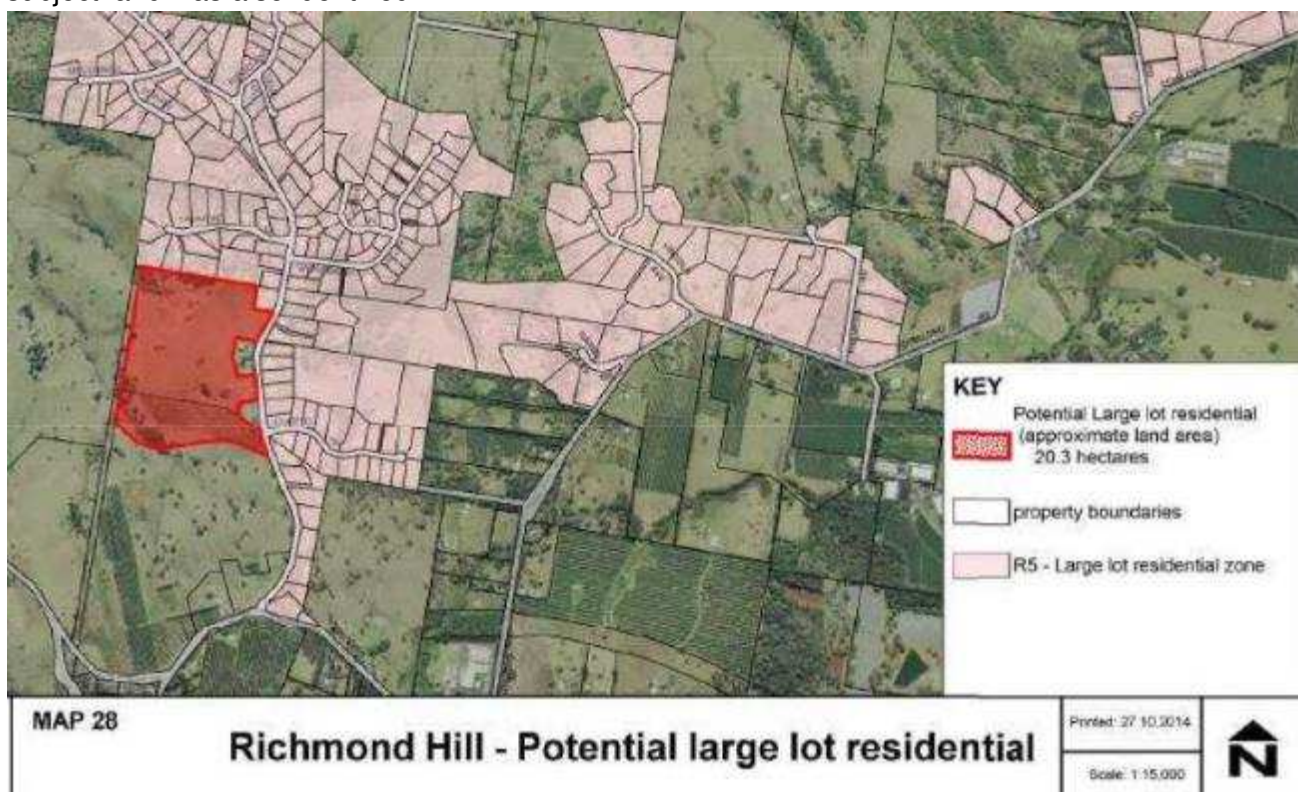 KEY
Potential Large lot residential
(approximate land area)
20.3 hectares
property boundaries
R5 - Large lot residential zone
MAP 28
Richmond Hill - Potential large lot residential
Printed: 27.10.2014
Scale: 1:15,000
N